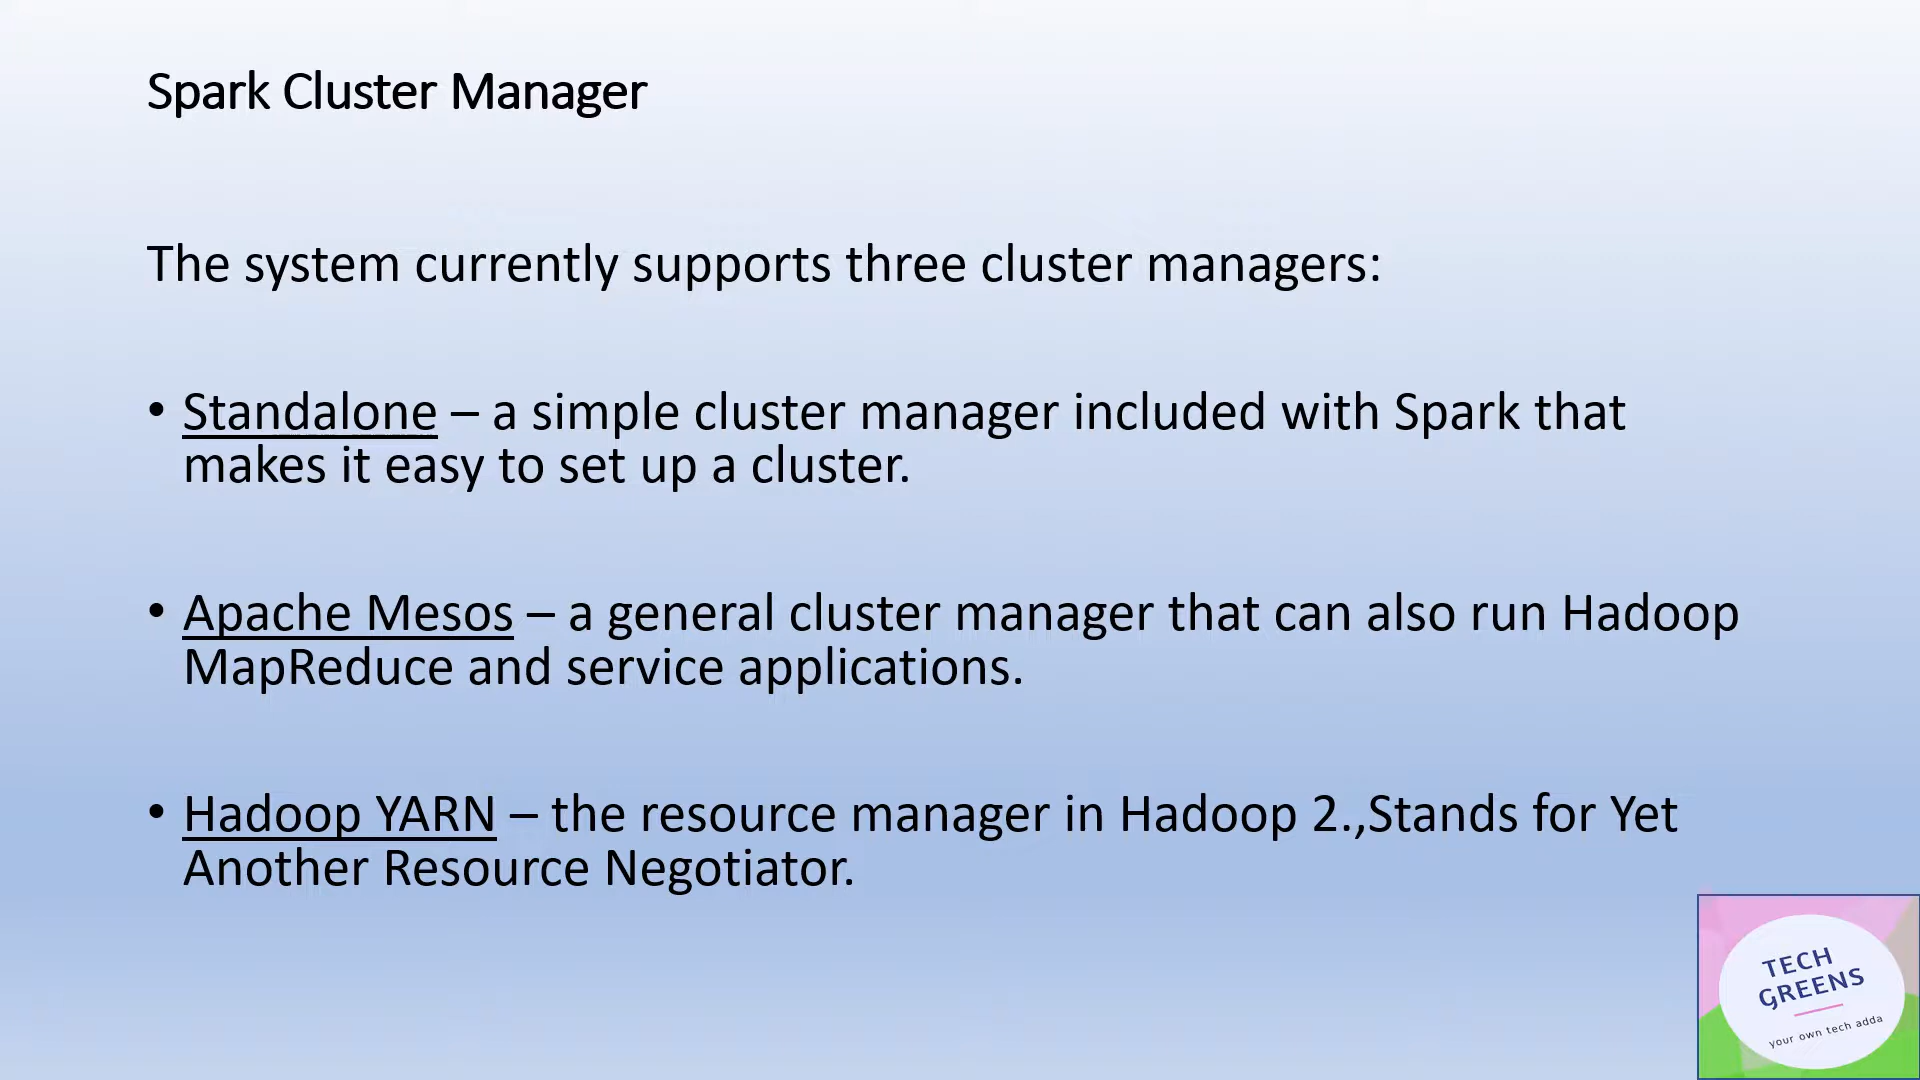 Spark Cluster Manager
The system currently supports three cluster managers:
• Standalone – a simple cluster manager included with Spark that
makes it easy to set up a cluster.
• Apache Mesos – a general cluster manager that can also run Hadoop
MapReduce and service applications.
• Hadoop YARN – the resource manager in Hadoop 2.,Stands for Yet
Another Resource Negotiator.
TECH
GREENS
your own tech adda